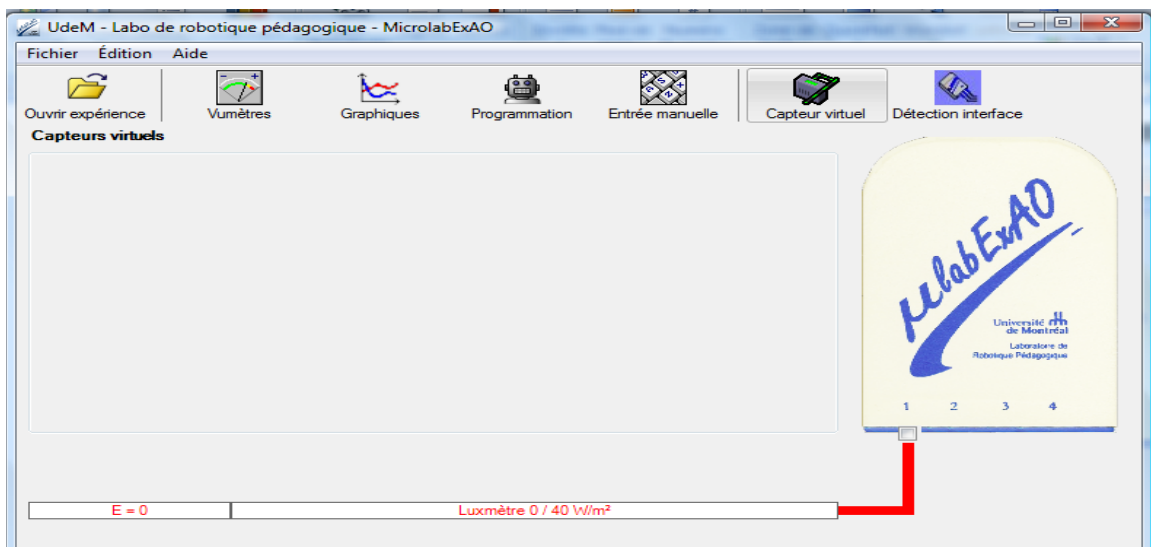 UdeM - Labo de robotique pédagogique - MicrolabExAO
Fichier Édition Aide
Ouvrir expérience Vumètres Graphiques Programmation Entrée manuelle Capteur virtuel Détection interface
Capteurs virtuels
µlabExAO
Université
de Montréal
Laboratoire de
Robotique Pédagogique
1 2 3 4
E = 0 Luxmètre 0 / 40 W/m²